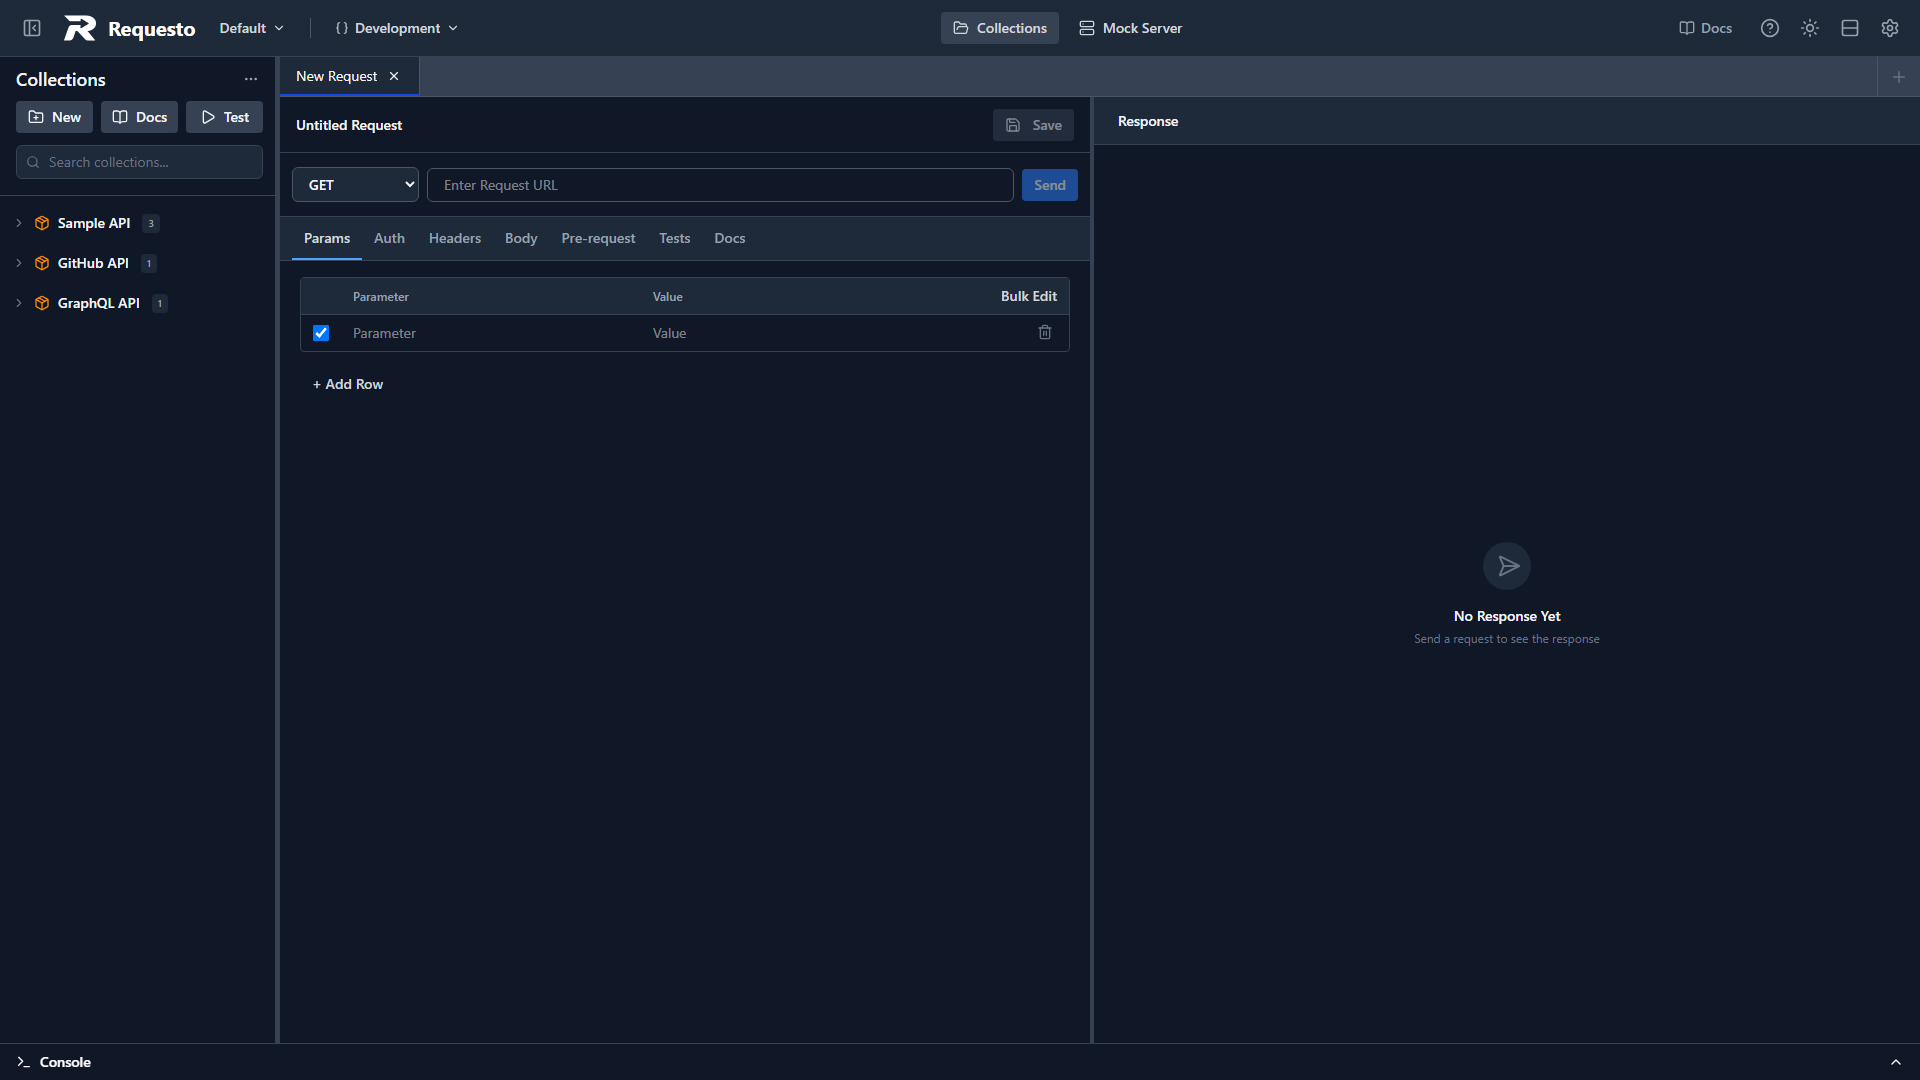 Requesto
Default
{ } Development
Collections
Mock Server
Docs
Collections
New
Docs
Test
Search collections...
Sample API 3
GitHub API 1
GraphQL API 1
New Request
Untitled Request
Save
GET
Enter Request URL
Send
Params
Auth
Headers
Body
Pre-request
Tests
Docs
Parameter
Value
Bulk Edit
Parameter
Value
+ Add Row
Response
No Response Yet
Send a request to see the response
Console